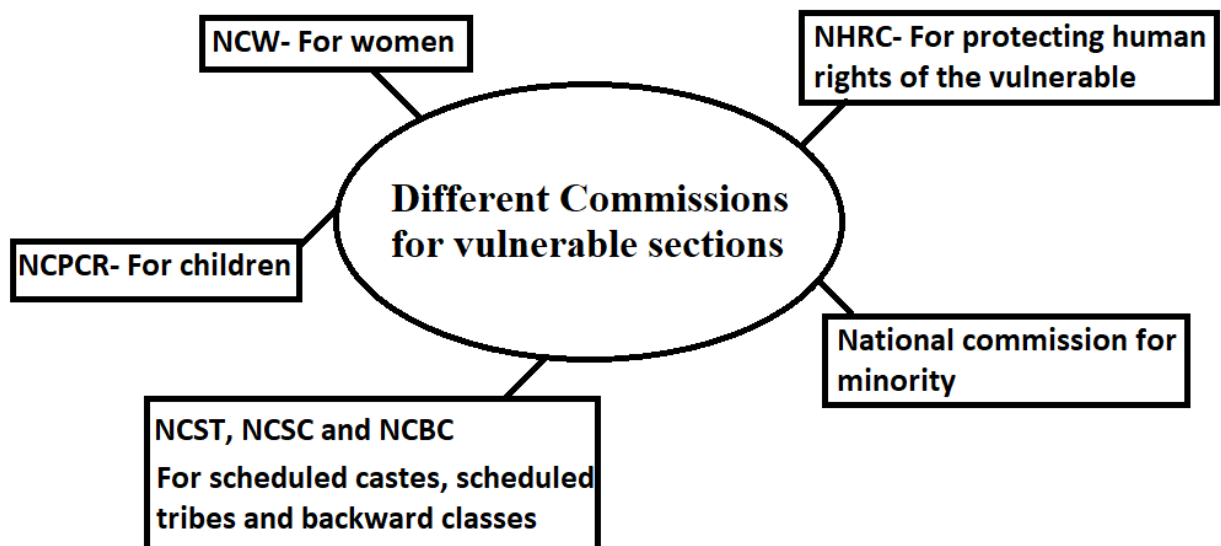 NCW- For women
NHRC- For protecting human
rights of the vulnerable
Different Commissions
for vulnerable sections
NCPCR- For children
National commission for
minority
NCST, NCSC and NCBC
For scheduled castes, scheduled
tribes and backward classes